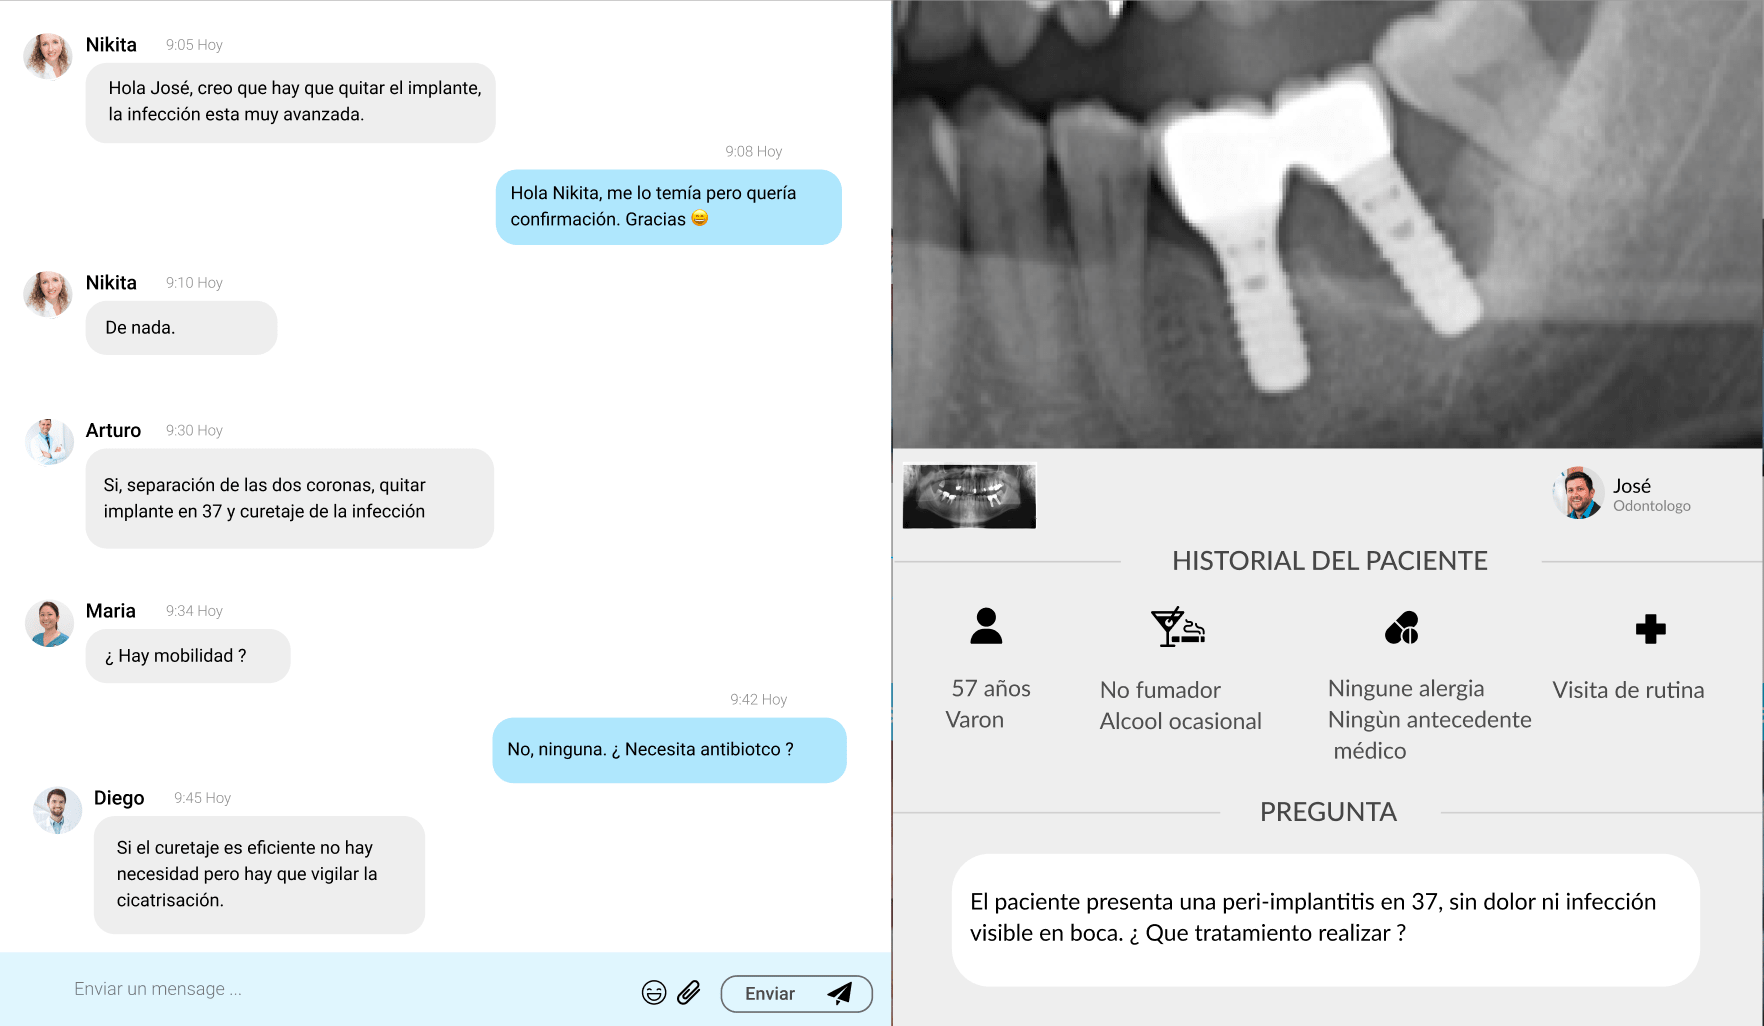 Nikita 9:05 Hoy
Hola José, creo que hay que quitar el implante,
la infección esta muy avanzada.
9:08 Hoy
Hola Nikita, me lo temía pero quería
confirmación. Gracias 😄
Nikita 9:10 Hoy
De nada.
Arturo 9:30 Hoy
Si, separación de las dos coronas, quitar
implante en 37 y curetaje de la infección
Maria 9:34 Hoy
¿ Hay mobilidad ?
9:42 Hoy
No, ninguna. ¿ Necesita antibiotco ?
Diego 9:45 Hoy
Si el curetaje es eficiente no hay
necesidad pero hay que vigilar la
cicatrisación.
Enviar un mensage ...
Enviar
José
Odontologo
HISTORIAL DEL PACIENTE
57 años
Varon
No fumador
Alcool ocasional
Ningune alergia
Ningùn antecedente
médico
Visita de rutina
PREGUNTA
El paciente presenta una peri-implantitis en 37, sin dolor ni infección
visible en boca. ¿ Que tratamiento realizar ?